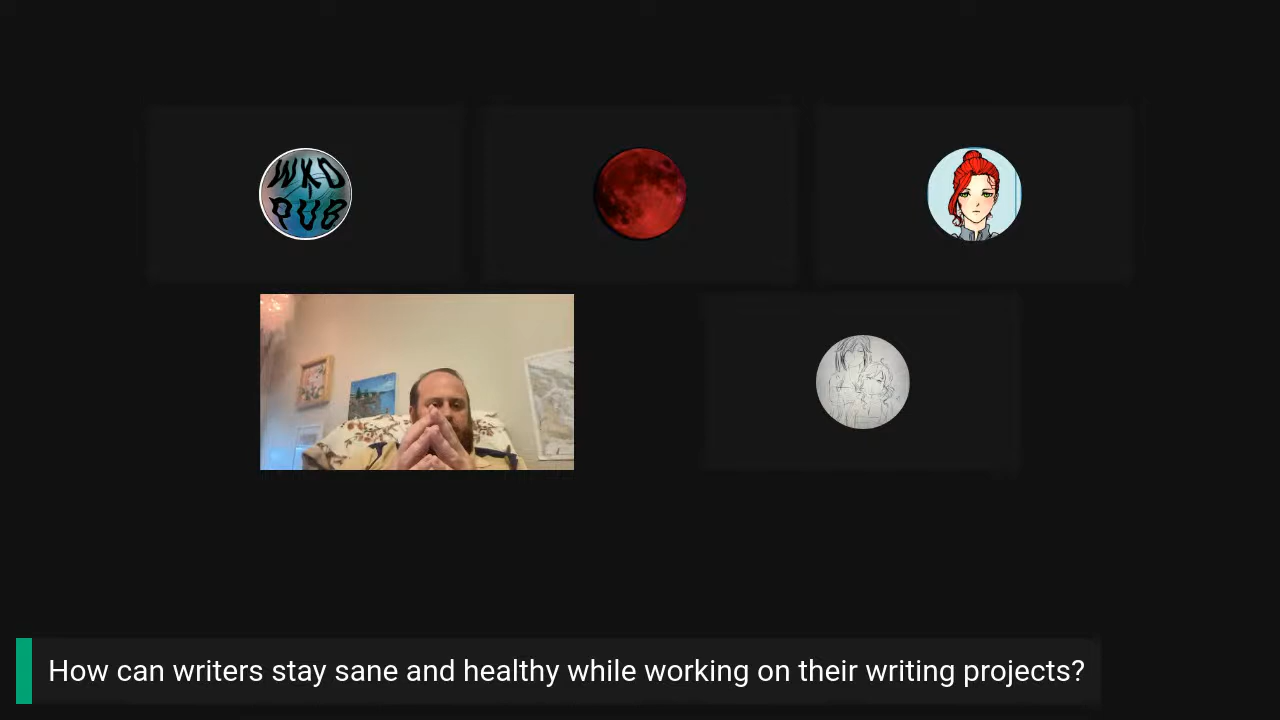 WKD
PUB
How can writers stay sane and healthy while working on their writing projects?